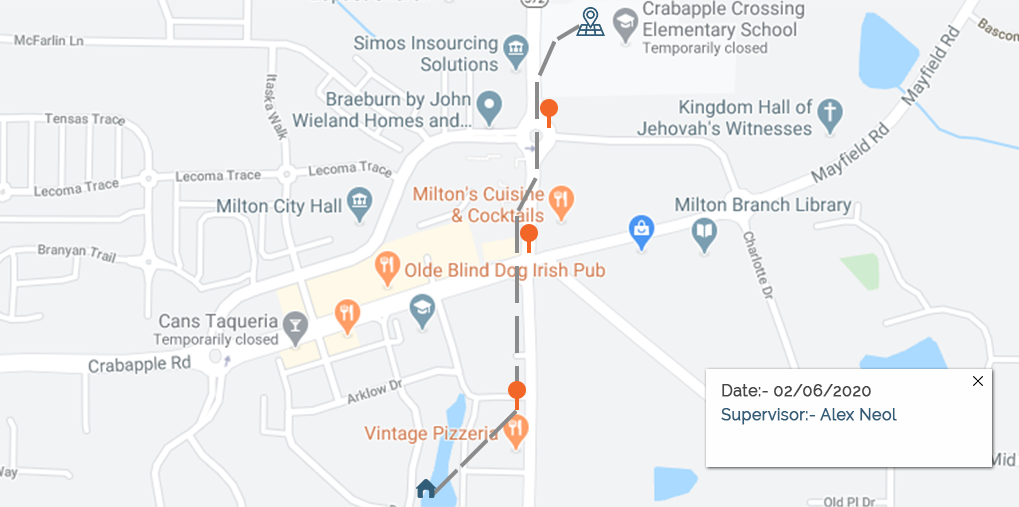 372
Crabapple Crossing
Elementary School
Temporarily closed
McFarlin Ln
Simos Insourcing
Solutions
Mayfield Rd
Itaska Walk
Braeburn by John
Wieland Homes and...
Kingdom Hall of
Jehovah's Witnesses
Tensas Trace
Mayfield Rd
Lecoma Trace
Lecoma Trace
Lecoma Trace
Milton City Hall
Milton's Cuisine
& Cocktails
Milton Branch Library
Branyan Trail
Olde Blind Dog Irish Pub
Charlotte Dr
Cans Taqueria
Temporarily closed
Crabapple Rd
Arklow Dr
Date:- 02/06/2020
Supervisor:- Alex Neol
Vintage Pizzeria
Mid
Way
Old Pl Dr